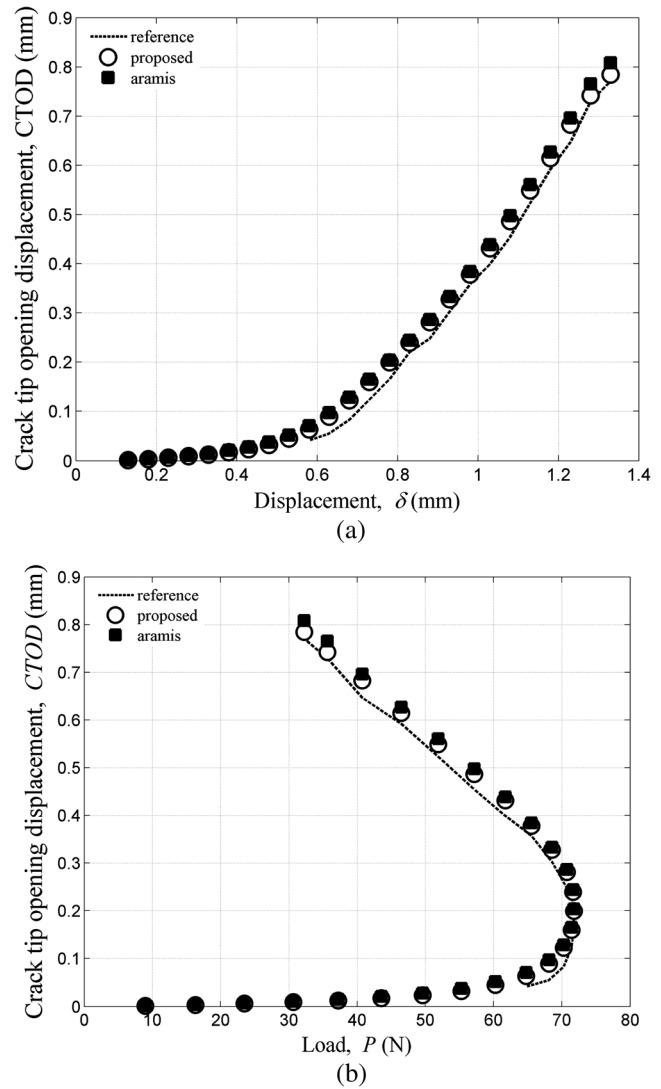 0.9
0.8
0.7
0.6
0.5
0.4
0.3
0.2
0.1
0
Crack tip opening displacement, CTOD (mm)
reference
proposed
aramis
0 0.2 0.4 0.6 0.8 1 1.2 1.4
Displacement, δ (mm)
(a)
0.9
0.8
0.7
0.6
0.5
0.4
0.3
0.2
0.1
0
Crack tip opening displacement, CTOD (mm)
reference
proposed
aramis
0 10 20 30 40 50 60 70 80
Load, P (N)
(b)